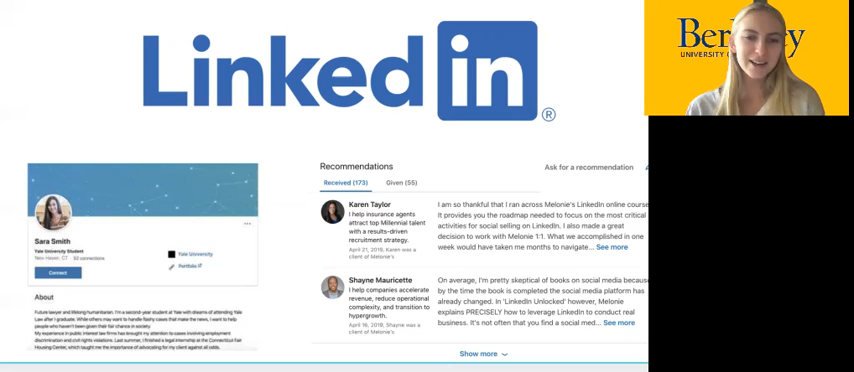 Linked in ®
Berkeley
UNIVERSITY
Sara Smith
Yale University Student
New Haven, CT 50 connections
Connect
Yale University
Portfolio
About
Future lawyer and lifelong humanitarian. I'm a second-year student at Yale with dreams of attending Yale
Law after I graduate. While others may want to handle flashy cases that make the news, I want to help
people who haven't been given their fair chance in society.
My experience in public interest law firms has brought my attention to cases involving employment
discrimination and civil rights violations. Last summer, I finished a legal internship at the Connecticut Fair
Housing Center, which taught me the importance of advocating for my client against all odds.
Recommendations
Ask for a recommendation
Received (173) Given (55)
Karen Taylor
I help insurance agents
attract top Millennial talent
with a results-driven
recruitment strategy.
April 21, 2019, Karen was a
client of Melonie's
I am so thankful that I ran across Melonie's LinkedIn online course
It provides you the roadmap needed to focus on the most critical
activities for social selling on LinkedIn. I also made a great
decision to work with Melonie 1:1. What we accomplished in one
week would have taken me months to navigate... See more
Shayne Mauricette
I help companies accelerate
revenue, reduce operational
complexity, and transition to
hypergrowth.
April 16, 2019, Shayne was a
client of Melonie's
On average, I'm pretty skeptical of books on social media because
by the time the book is completed the social media platform has
already changed. In 'LinkedIn Unlocked' however, Melonie
explains PRECISELY how to leverage LinkedIn to conduct real
business. It's not often that you find a social med... See more
Show more